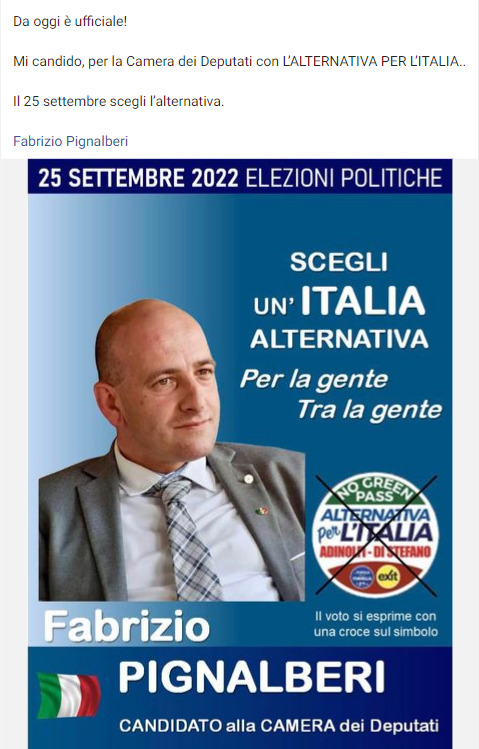 Da oggi è ufficiale!
Mi candido, per la Camera dei Deputati con L'ALTERNATIVA PER L'ITALIA..
Il 25 settembre scegli l'alternativa.
Fabrizio Pignalberi
25 SETTEMBRE 2022 ELEZIONI POLITICHE
SCEGLI
UN' ITALIA
ALTERNATIVA
Per la gente
Tra la gente
NO GREEN
PASS
ALTERNATIVA
per L'ITALIA
ADINOLFI - DI STEFANO
exit
Il voto si esprime con
una croce sul simbolo
Fabrizio
PIGNALBERI
CANDIDATO alla CAMERA dei Deputati